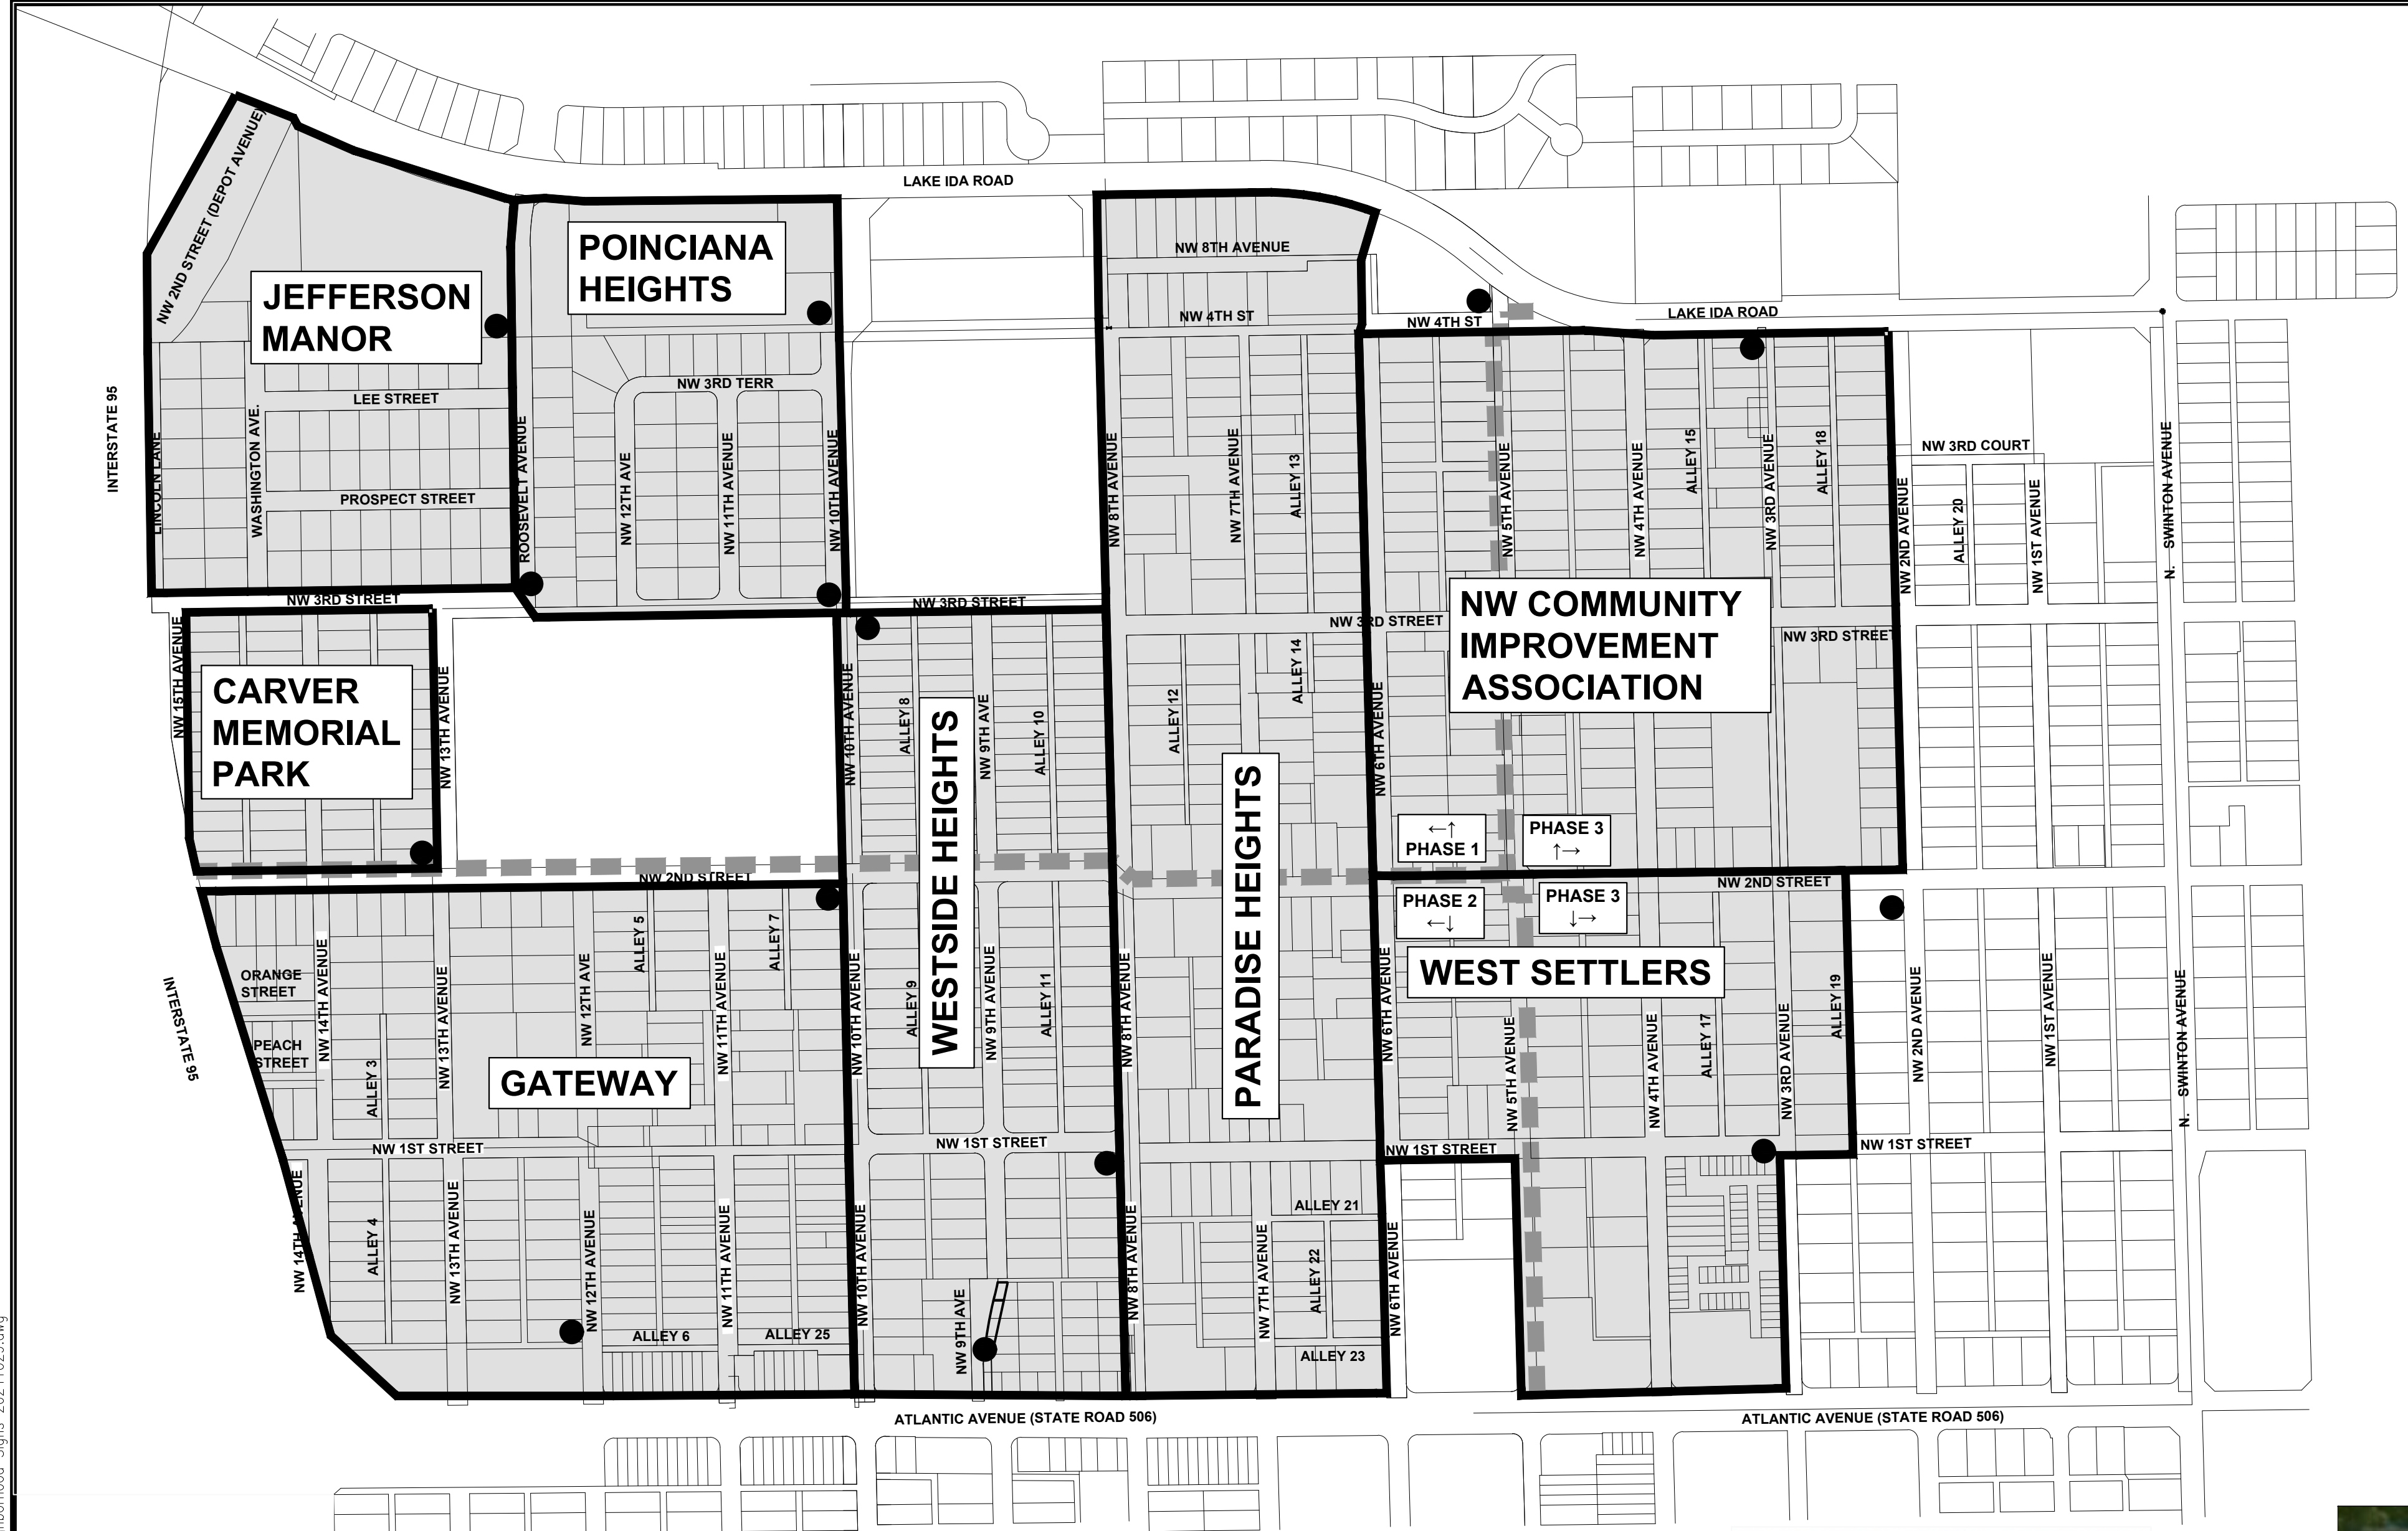 LAKE IDA ROAD
NW 2ND STREET (DEPOT AVENUE)
POINCIANA
HEIGHTS
NW 8TH AVENUE
JEFFERSON
MANOR
NW 4TH ST
NW 4TH ST
LAKE IDA ROAD
INTERSTATE 95
LINCOLN LANE
WASHINGTON AVE.
LEE STREET
PROSPECT STREET
ROOSEVELT AVENUE
NW 3RD TERR
NW 12TH AVE
NW 11TH AVENUE
NW 10TH AVENUE
NW 8TH AVENUE
NW 7TH AVENUE
ALLEY 13
NW 5TH AVENUE
NW 4TH AVENUE
ALLEY 15
NW 3RD AVENUE
ALLEY 18
NW 2ND AVENUE
NW 3RD COURT
ALLEY 20
NW 1ST AVENUE
N. SWINTON AVENUE
NW 3RD STREET
NW 3RD STREET
NW 3RD STREET
NW 3RD STREET
NW COMMUNITY
IMPROVEMENT
ASSOCIATION
NW 15TH AVENUE
CARVER
MEMORIAL
PARK
NW 13TH AVENUE
NW 10TH AVENUE
ALLEY 8
WESTSIDE HEIGHTS
NW 9TH AVE
ALLEY 10
ALLEY 12
ALLEY 14
PARADISE HEIGHTS
NW 6TH AVENUE
←↑
PHASE 1
PHASE 3
↑→
NW 2ND STREET
NW 2ND STREET
PHASE 2
←↓
PHASE 3
↓→
WEST SETTLERS
INTERSTATE 95
ORANGE
STREET
PEACH
STREET
NW 14TH AVENUE
ALLEY 3
NW 13TH AVENUE
NW 12TH AVE
ALLEY 5
NW 11TH AVENUE
ALLEY 7
GATEWAY
NW 10TH AVENUE
ALLEY 9
NW 9TH AVENUE
ALLEY 11
NW 8TH AVENUE
NW 6TH AVENUE
NW 5TH AVENUE
NW 4TH AVENUE
ALLEY 17
NW 3RD AVENUE
ALLEY 19
NW 2ND AVENUE
NW 1ST AVENUE
N. SWINTON AVENUE
NW 1ST STREET
NW 1ST STREET
NW 1ST STREET
NW 1ST STREET
NW 14TH AVENUE
ALLEY 4
NW 13TH AVENUE
NW 12TH AVENUE
NW 11TH AVENUE
NW 10TH AVENUE
NW 9TH AVE
NW 8TH AVENUE
NW 7TH AVENUE
ALLEY 21
ALLEY 22
NW 6TH AVENUE
ALLEY 6
ALLEY 25
ALLEY 23
ATLANTIC AVENUE (STATE ROAD 506)
ATLANTIC AVENUE (STATE ROAD 506)